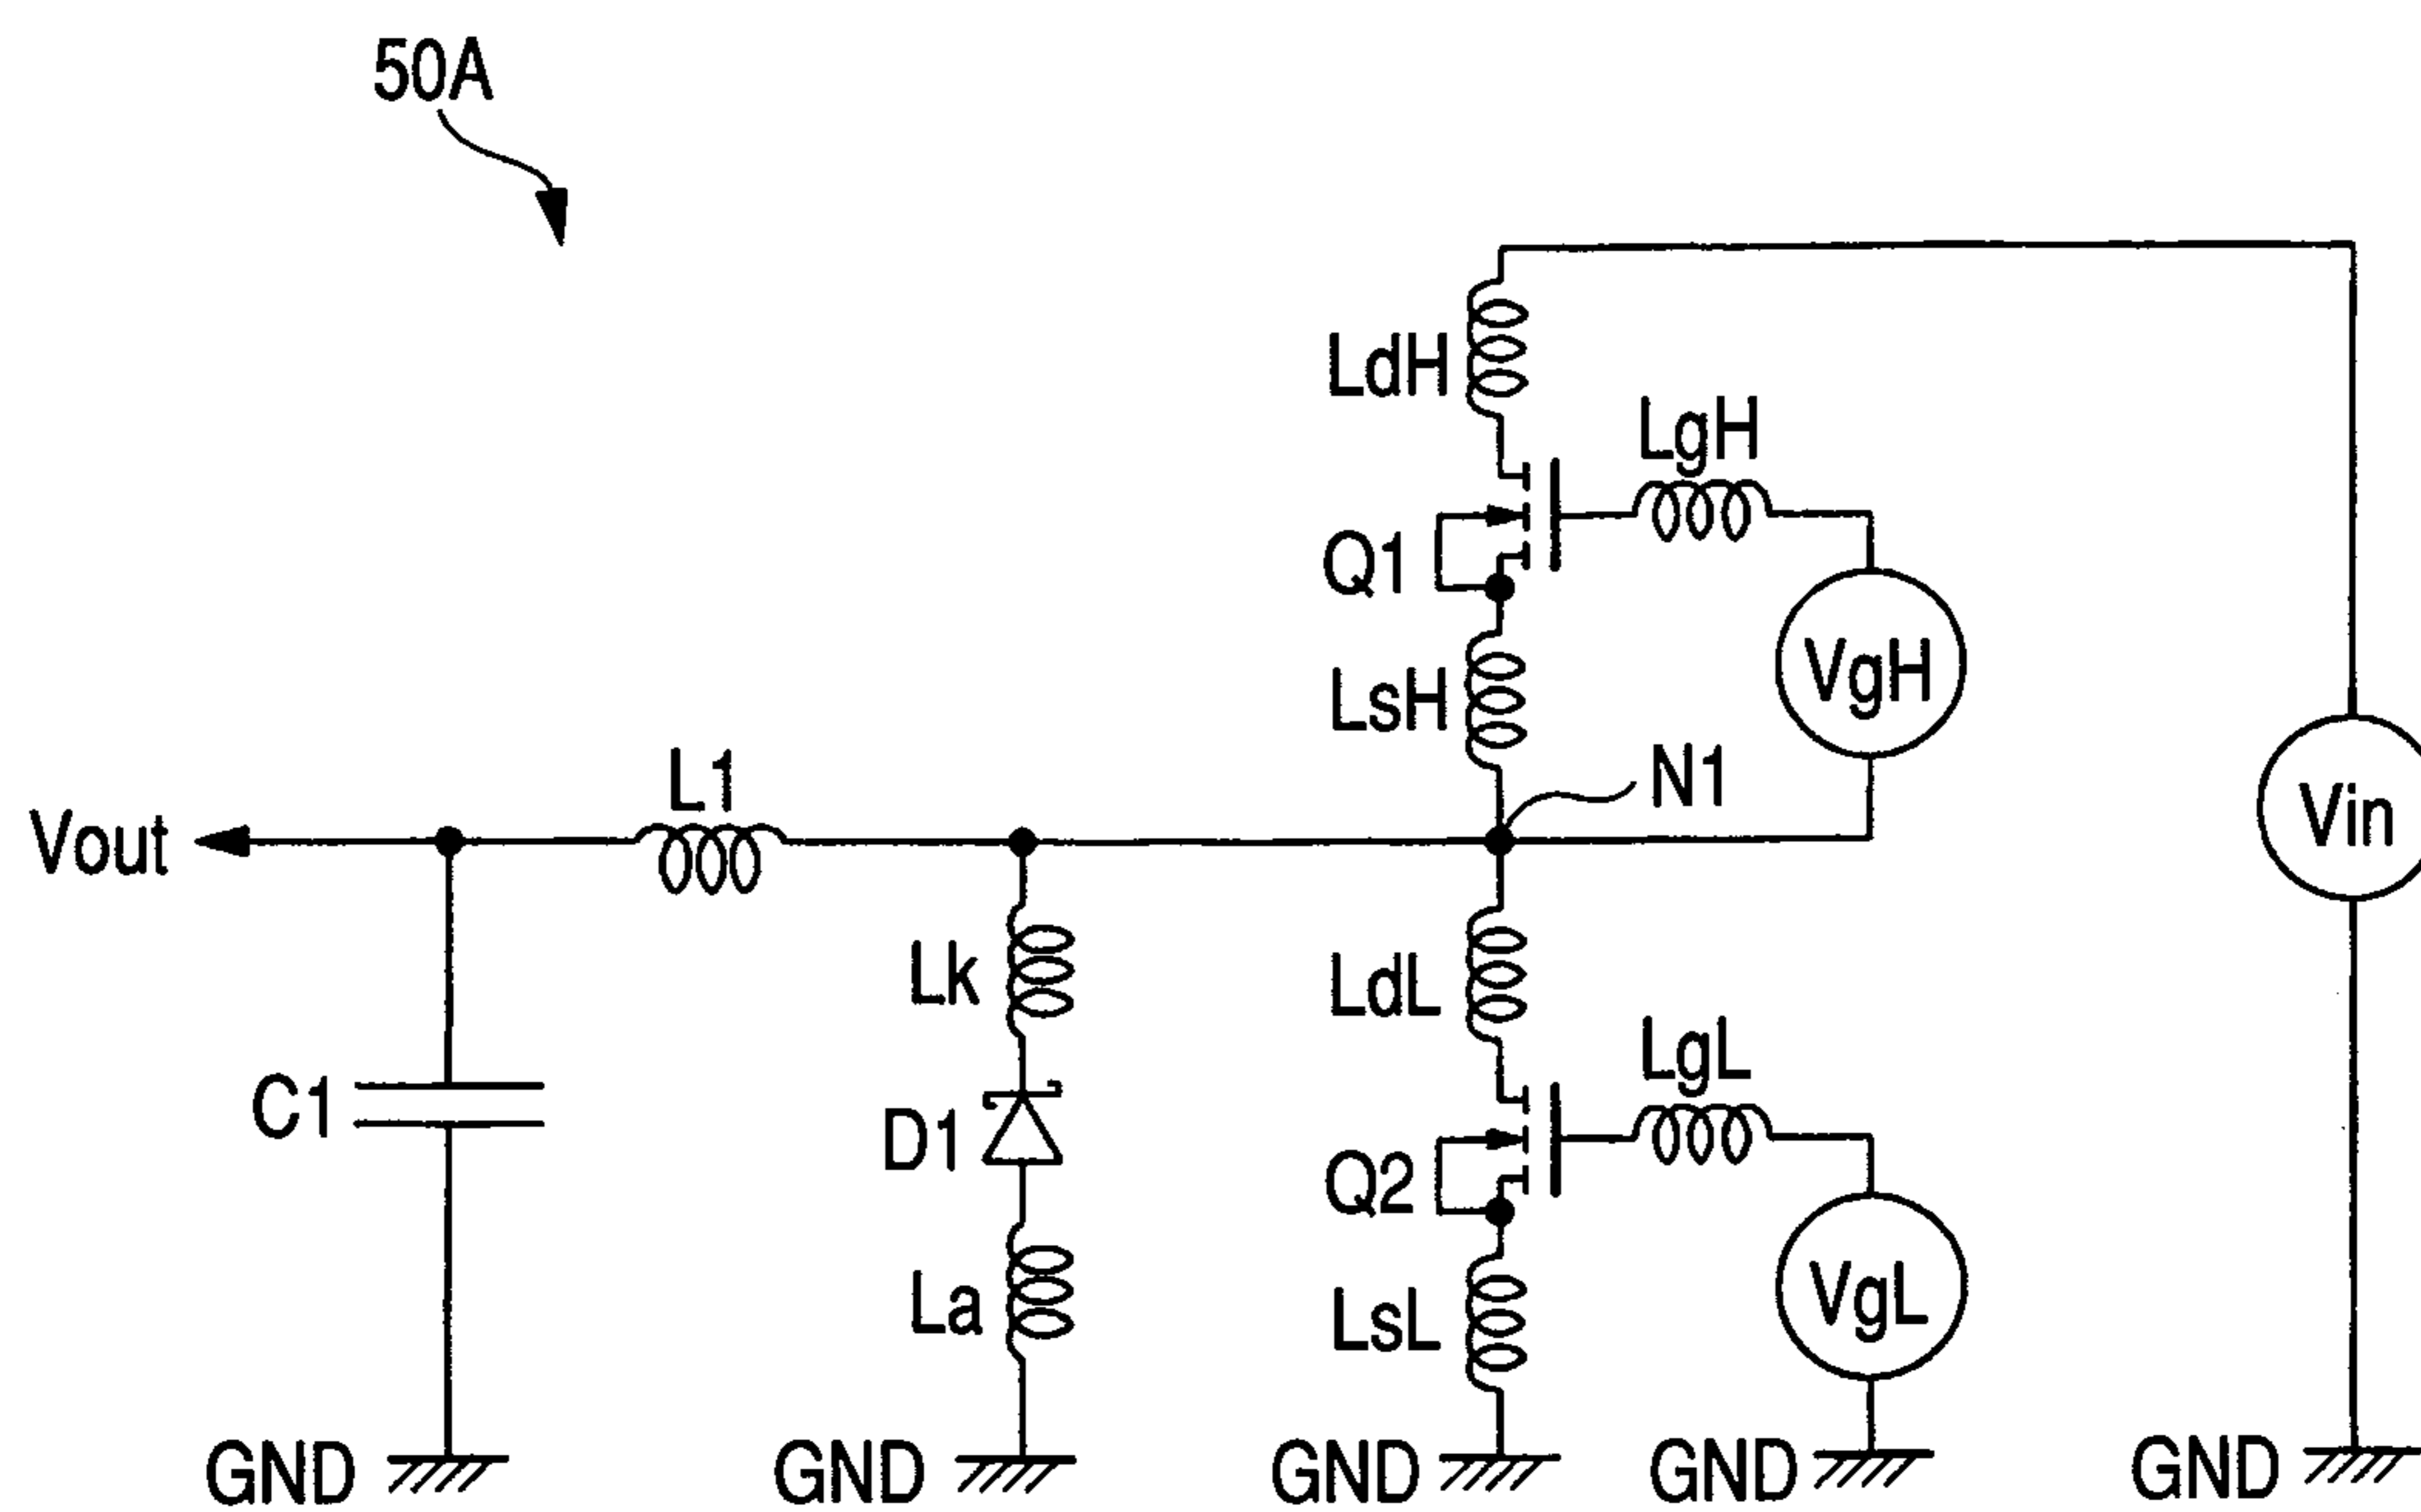 50A
LdH
LgH
Q1
VgH
LsH
N1
L1
Vin
Vout
Lk
LdL
LgL
C1
D1
Q2
VgL
La
LsL
GND
GND
GND
GND
GND